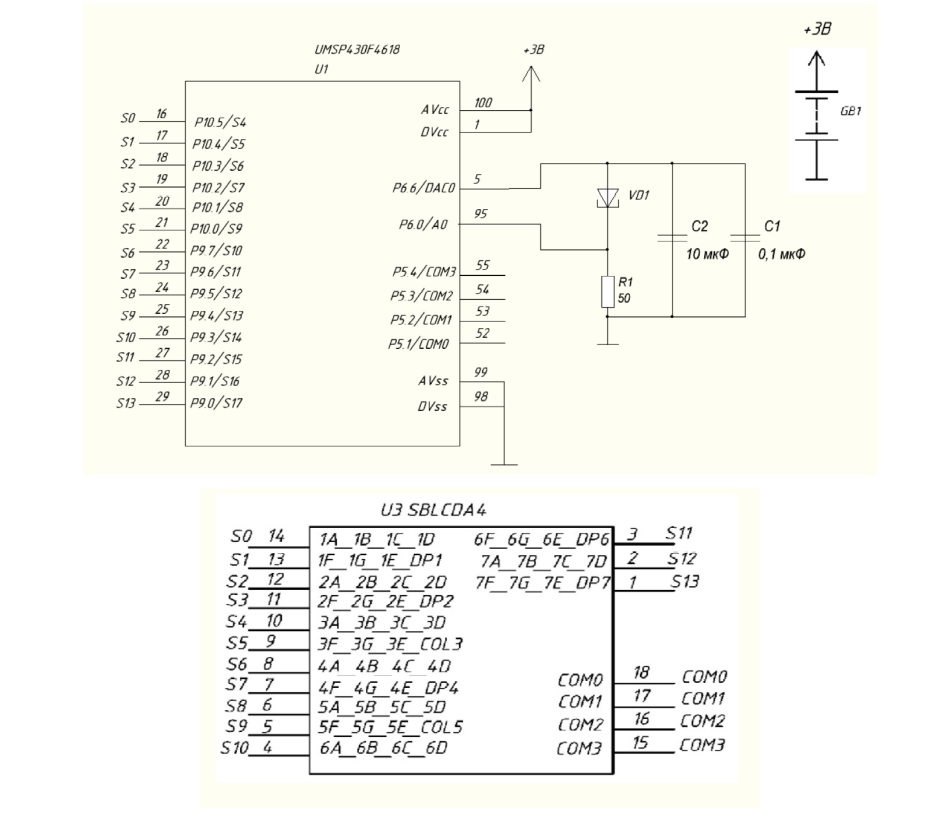 +3В
GB1
UMSP430F4618
U1
+3В
S0 16 P10.5/S4
S1 17 P10.4/S5
S2 18 P10.3/S6
S3 19 P10.2/S7
S4 20 P10.1/S8
S5 21 P10.0/S9
S6 22 P9.7/S10
S7 23 P9.6/S11
S8 24 P9.5/S12
S9 25 P9.4/S13
S10 26 P9.3/S14
S11 27 P9.2/S15
S12 28 P9.1/S16
S13 29 P9.0/S17
AVcc 100
DVcc 1
P6.6/DAC0 5
P6.0/A0 95
P5.4/COM3 55
P5.3/COM2 54
P5.2/COM1 53
P5.1/COM0 52
AVss 99
DVss 98
VD1
C2
10 мкФ
C1
0,1 мкФ
R1
50
U3 SBLCDA4
S0 14 1A_1B_1C_1D
S1 13 1F_1G_1E_DP1
S2 12 2A_2B_2C_2D
S3 11 2F_2G_2E_DP2
S4 10 3A_3B_3C_3D
S5 9 3F_3G_3E_COL3
S6 8 4A_4B_4C_4D
S7 7 4F_4G_4E_DP4
S8 6 5A_5B_5C_5D
S9 5 5F_5G_5E_COL5
S10 4 6A_6B_6C_6D
6F_6G_6E_DP6 3 S11
7A_7B_7C_7D 2 S12
7F_7G_7E_DP7 1 S13
COM0 18 COM0
COM1 17 COM1
COM2 16 COM2
COM3 15 COM3